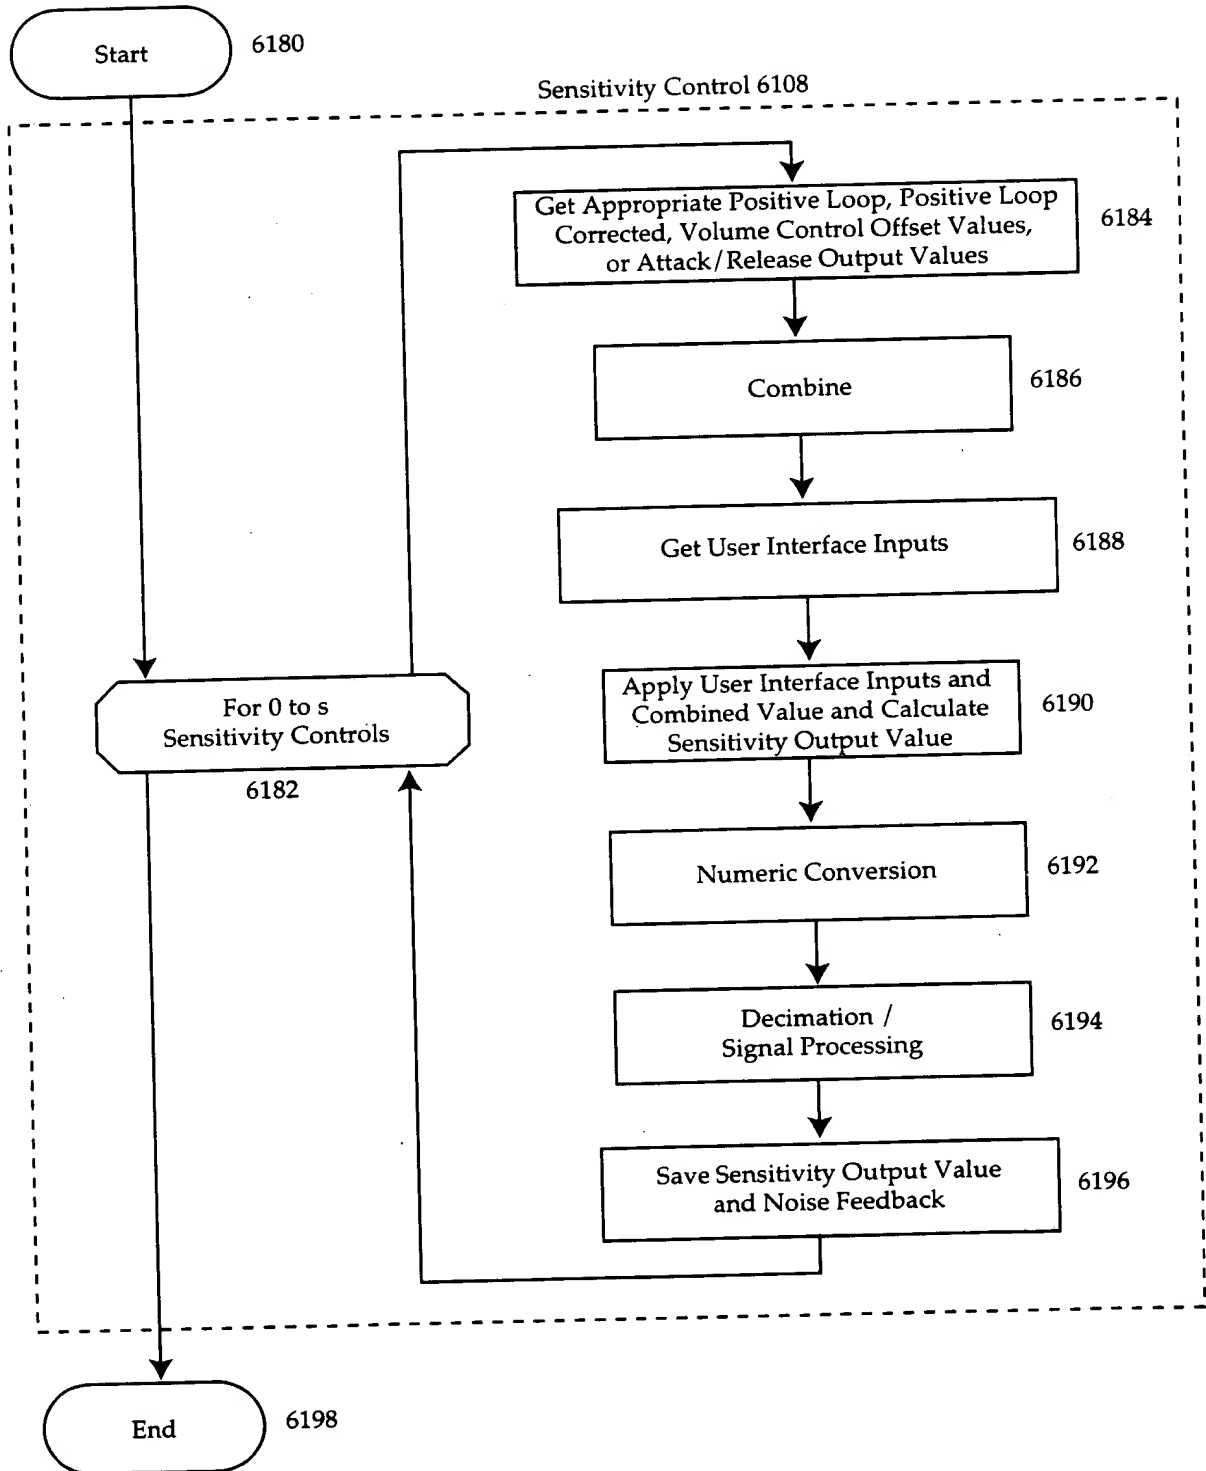 Start
6180
Sensitivity Control 6108
Get Appropriate Positive Loop, Positive Loop
Corrected, Volume Control Offset Values,
or Attack/Release Output Values
6184
Combine
6186
Get User Interface Inputs
6188
Apply User Interface Inputs and
Combined Value and Calculate
Sensitivity Output Value
6190
For 0 to s
Sensitivity Controls
6182
Numeric Conversion
6192
Decimation /
Signal Processing
6194
Save Sensitivity Output Value
and Noise Feedback
6196
End
6198